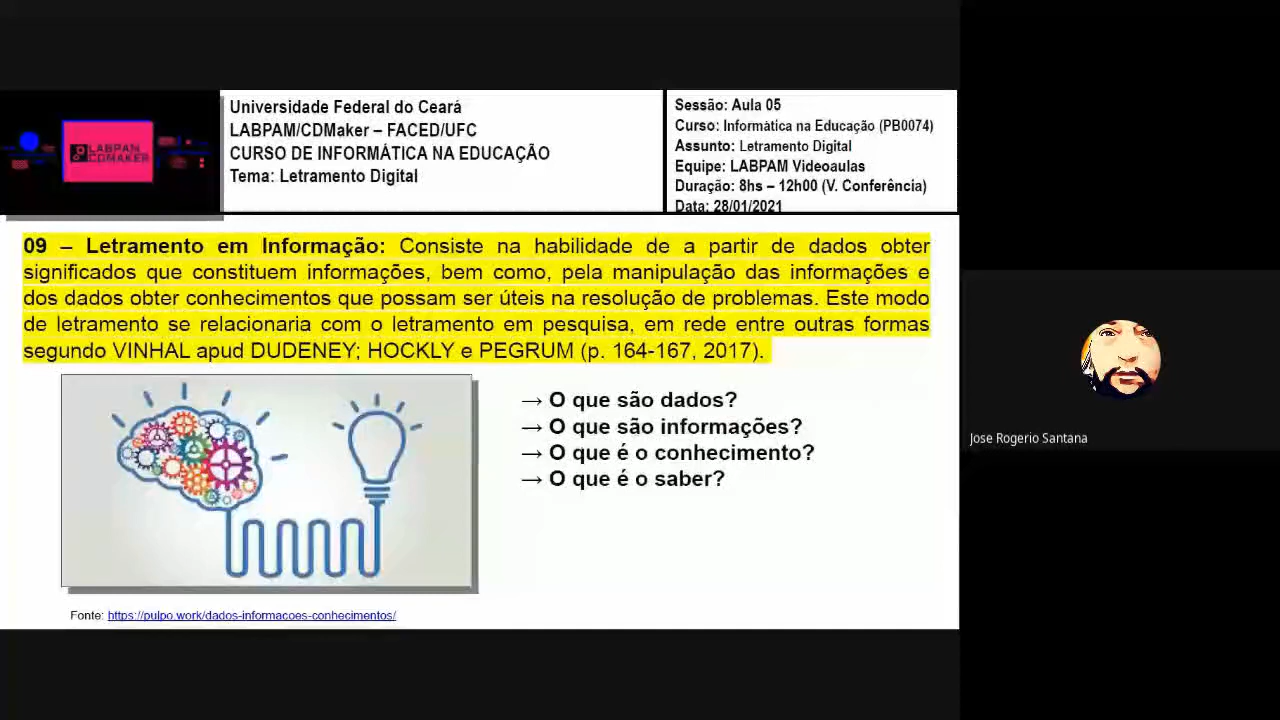 LABPAM
CDMAKER
Universidade Federal do Ceará
LABPAM/CDMaker – FACED/UFC
CURSO DE INFORMÁTICA NA EDUCAÇÃO
Tema: Letramento Digital
Sessão: Aula 05
Curso: Informática na Educação (PB0074)
Assunto: Letramento Digital
Equipe: LABPAM Videoaulas
Duração: 8hs – 12h00 (V. Conferência)
Data: 28/01/2021
09 – Letramento em Informação: Consiste na habilidade de a partir de dados obter
significados que constituem informações, bem como, pela manipulação das informações e
dos dados obter conhecimentos que possam ser úteis na resolução de problemas. Este modo
de letramento se relacionaria com o letramento em pesquisa, em rede entre outras formas
segundo VINHAL apud DUDENEY; HOCKLY e PEGRUM (p. 164-167, 2017).
→ O que são dados?
→ O que são informações?
→ O que é o conhecimento?
→ O que é o saber?
Fonte: https://pulpo.work/dados-informacoes-conhecimentos/
Jose Rogerio Santana